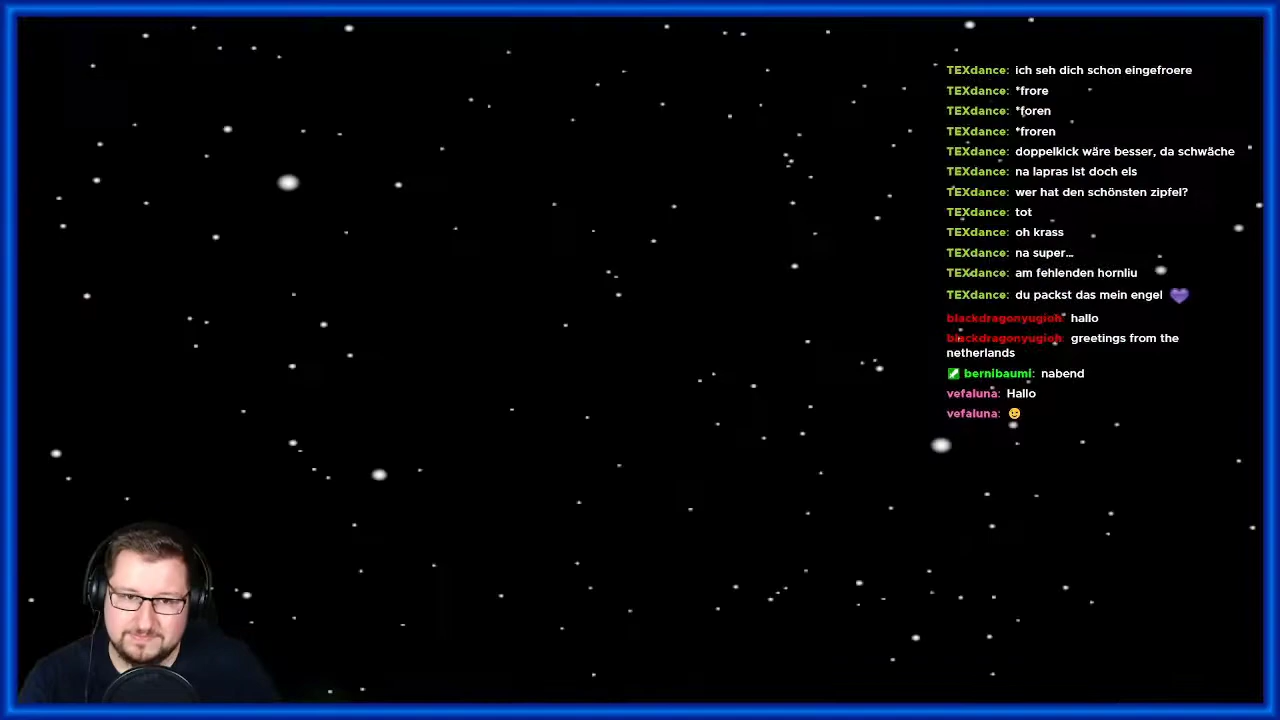 TEXdance: ich seh dich schon eingefroere
TEXdance: *frore
TEXdance: *foren
TEXdance: *froren
TEXdance: doppelkick wäre besser, da schwäche
TEXdance: na lapras ist doch eis
TEXdance: wer hat den schönsten zipfel?
TEXdance: tot
TEXdance: oh krass
TEXdance: na super...
TEXdance: am fehlenden hornliu
TEXdance: du packst das mein engel
blackdragonyugioh: hallo
blackdragonyugioh: greetings from the
netherlands
bernibaumi: nabend
vefaluna: Hallo
vefaluna: